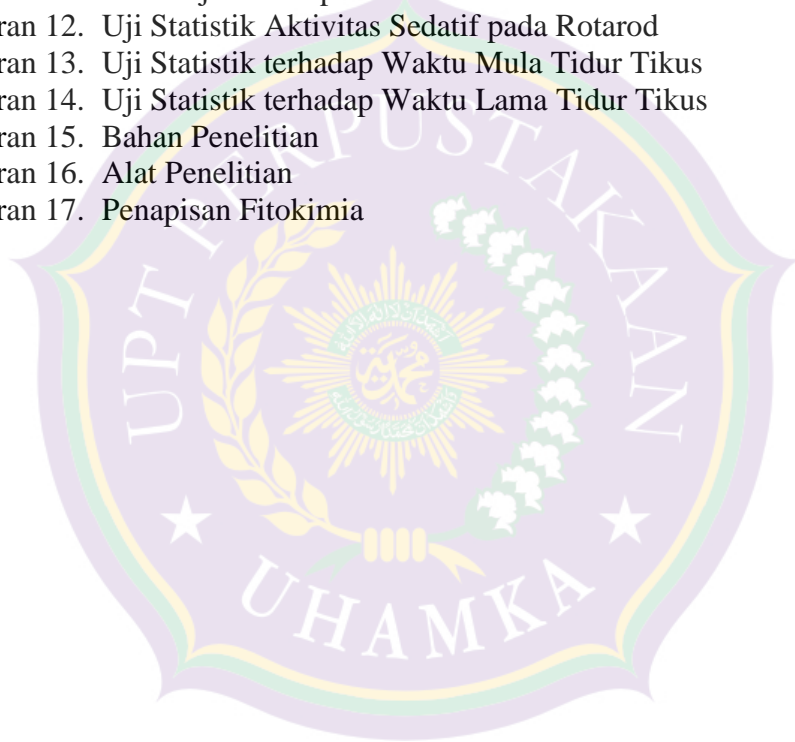 ran 12. Uji Statistik Aktivitas Sedatif pada Rotarod
ran 13. Uji Statistik terhadap Waktu Mula Tidur Tikus
ran 14. Uji Statistik terhadap Waktu Lama Tidur Tikus
ran 15. Bahan Penelitian
ran 16. Alat Penelitian
ran 17. Penapisan Fitokimia
UPT PERPUSTAKAAN
UHAMKA